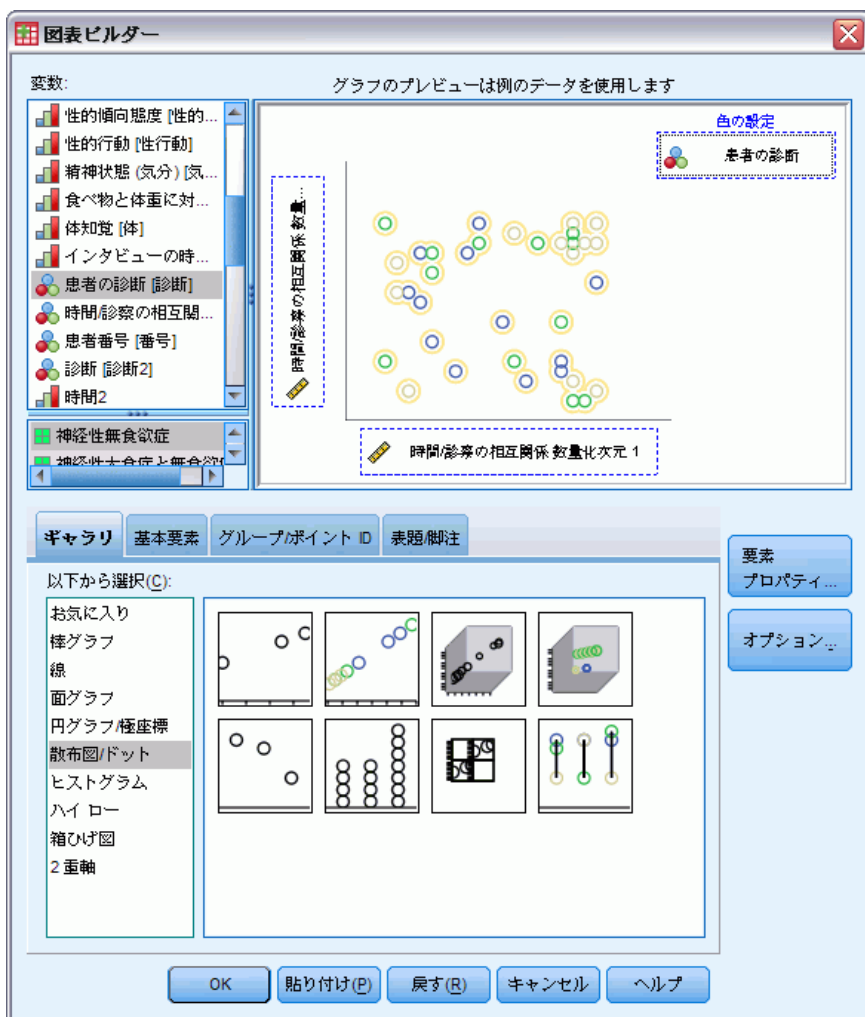 図表ビルダー
変数:
グラフのプレビューは例のデータを使用します
性的傾向態度 [性的...
性的行動 [性行動]
精神状態 (気分) [気...
食べ物と体重に対...
体知覚 [体]
インタビューの時...
患者の診断 [診断]
時間/診察の相互関...
患者番号 [番号]
診断 [診断2]
時間2
神経性無食欲症
神経性大食症と無食欲
色の設定
患者の診断
時間/診察の相互関係 数量...
時間/診察の相互関係 数量化次元 1
ギャラリ
基本要素
グループ/ポイント ID
表題/脚注
以下から選択(C):
お気に入り
棒グラフ
線
面グラフ
円グラフ/極座標
散布図/ドット
ヒストグラム
ハイ ロー
箱ひげ図
2 重軸
要素
プロパティ...
オプション...
OK
貼り付け(P)
戻す(R)
キャンセル
ヘルプ